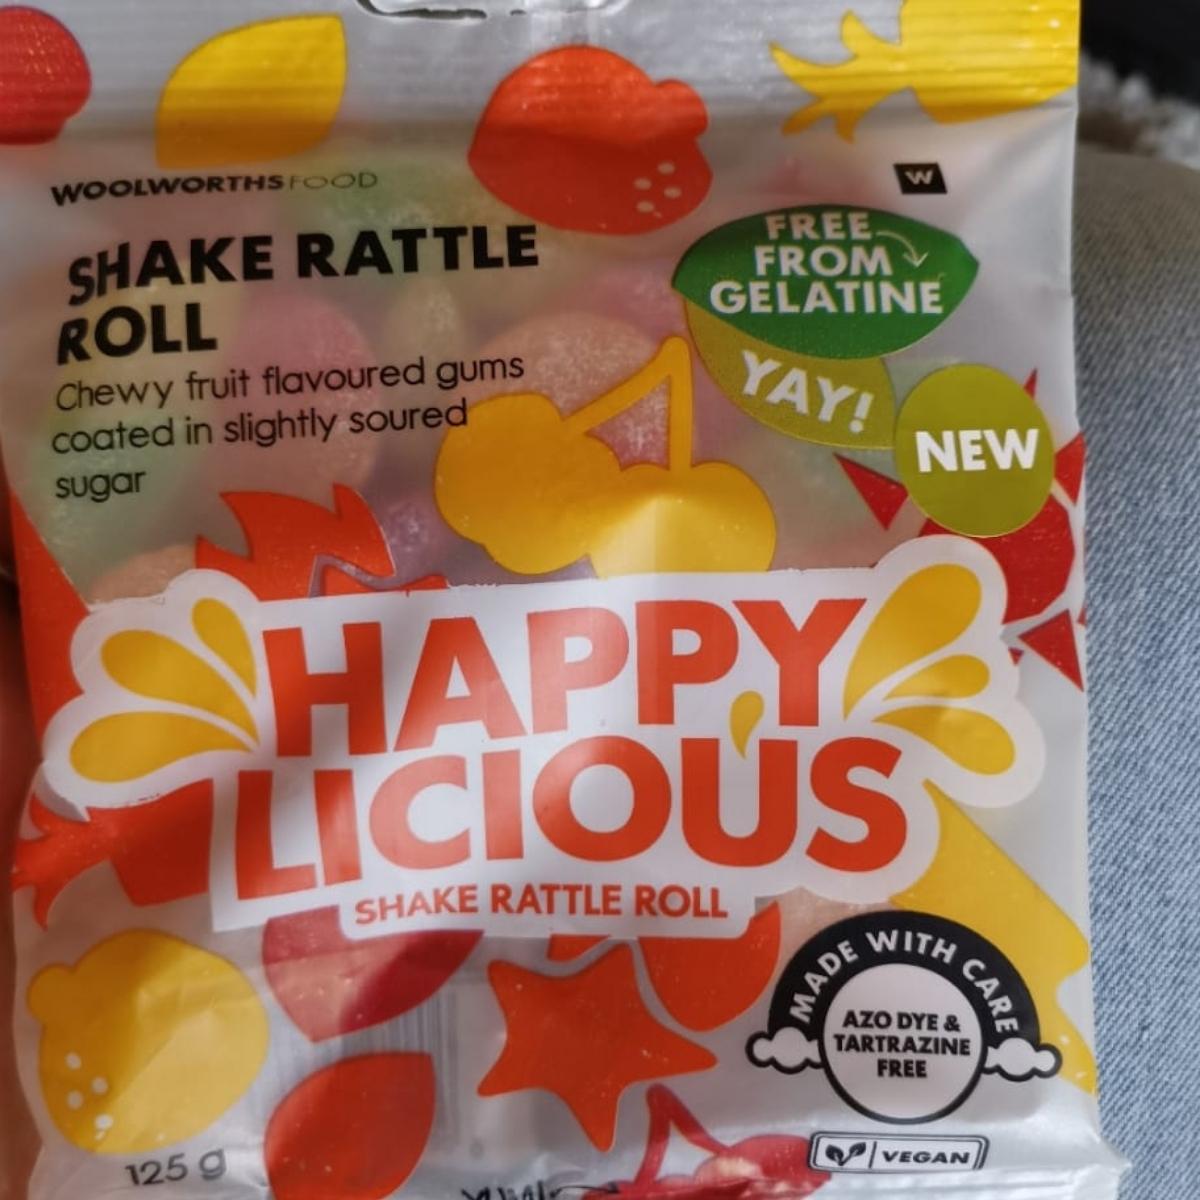 WOOLWORTHSFOOD
W
SHAKE RATTLE
ROLL
Chewy fruit flavoured gums
coated in slightly soured
sugar
FREE
FROM
GELATINE
YAY!
NEW
HAPPY
LICIOUS
SHAKE RATTLE ROLL
MADE WITH CARE
AZO DYE &
TARTRAZINE
FREE
125 g
VEGAN